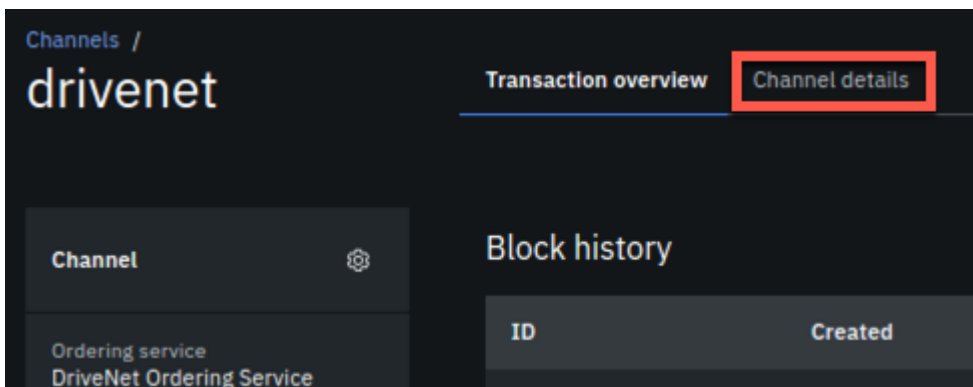 Channels /
drivenet
Transaction overview
Channel details
Channel
Ordering service
DriveNet Ordering Service
Block history
ID
Created